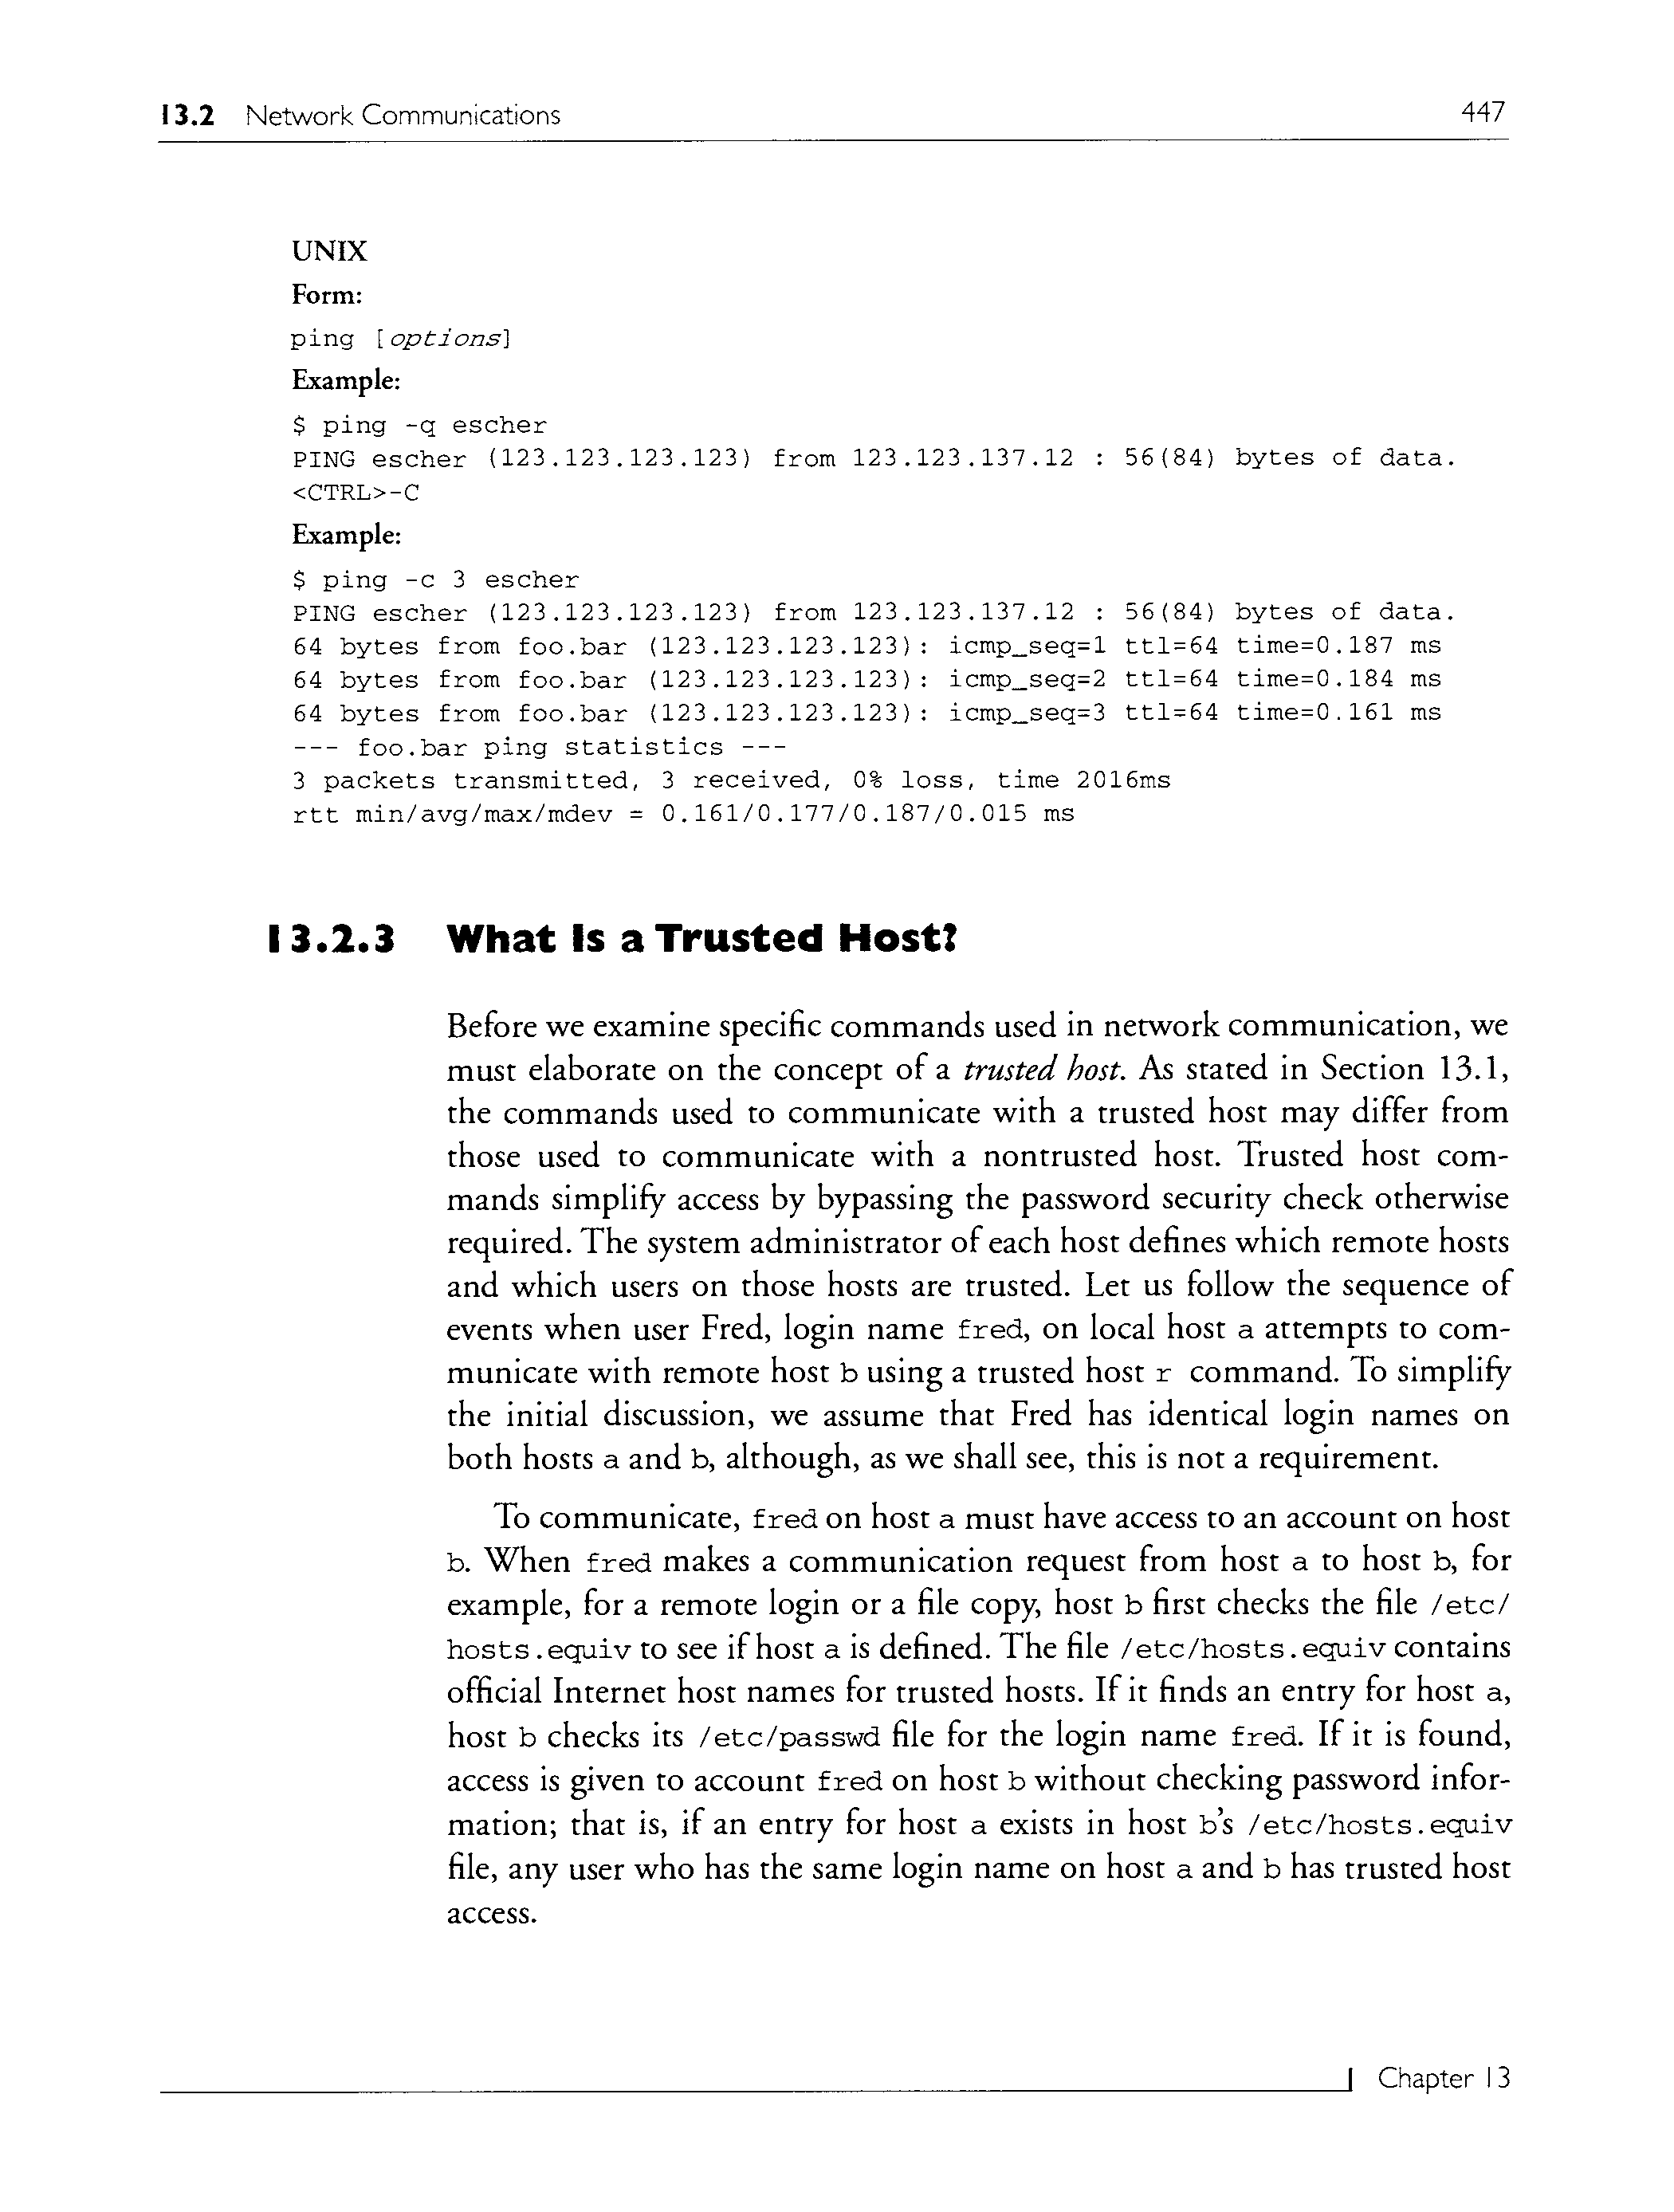 13.2 Network Communications 447
UNIX
Form:
ping [options]
Example:
$ ping -q escher
PING escher (123.123.123.123) from 123.123.137.12 : 56(84) bytes of data.
<CTRL>-C
Example:
$ ping -c 3 escher
PING escher (123.123.123.123) from 123.123.137.12 : 56(84) bytes of data.
64 bytes from foo.bar (123.123.123.123): icmp_seq=1 ttl=64 time=0.187 ms
64 bytes from foo.bar (123.123.123.123): icmp_seq=2 ttl=64 time=0.184 ms
64 bytes from foo.bar (123.123.123.123): icmp_seq=3 ttl=64 time=0.161 ms
--- foo.bar ping statistics ---
3 packets transmitted, 3 received, 0% loss, time 2016ms
rtt min/avg/max/mdev = 0.161/0.177/0.187/0.015 ms
13.2.3 What Is a Trusted Host?
Before we examine specific commands used in network communication, we
must elaborate on the concept of a trusted host. As stated in Section 13.1,
the commands used to communicate with a trusted host may differ from
those used to communicate with a nontrusted host. Trusted host com-
mands simplify access by bypassing the password security check otherwise
required. The system administrator of each host defines which remote hosts
and which users on those hosts are trusted. Let us follow the sequence of
events when user Fred, login name fred, on local host a attempts to com-
municate with remote host b using a trusted host r command. To simplify
the initial discussion, we assume that Fred has identical login names on
both hosts a and b, although, as we shall see, this is not a requirement.
To communicate, fred on host a must have access to an account on host
b. When fred makes a communication request from host a to host b, for
example, for a remote login or a file copy, host b first checks the file /etc/
hosts.equiv to see if host a is defined. The file /etc/hosts.equiv contains
official Internet host names for trusted hosts. If it finds an entry for host a,
host b checks its /etc/passwd file for the login name fred. If it is found,
access is given to account fred on host b without checking password infor-
mation; that is, if an entry for host a exists in host b's /etc/hosts.equiv
file, any user who has the same login name on host a and b has trusted host
access.
Chapter 13